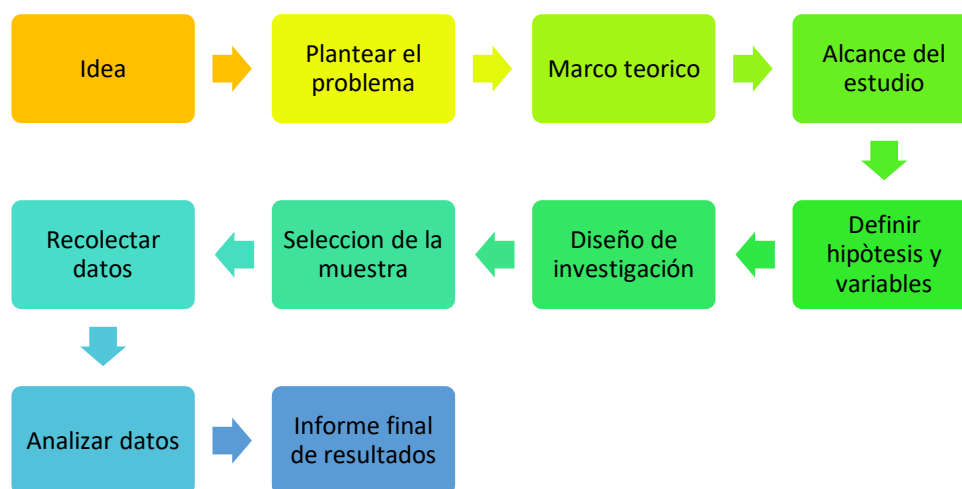 Idea
Plantear el
problema
Marco teorico
Alcance del
estudio
Definir
hipòtesis y
variables
Diseño de
investigación
Seleccion de la
muestra
Recolectar
datos
Analizar datos
Informe final
de resultados